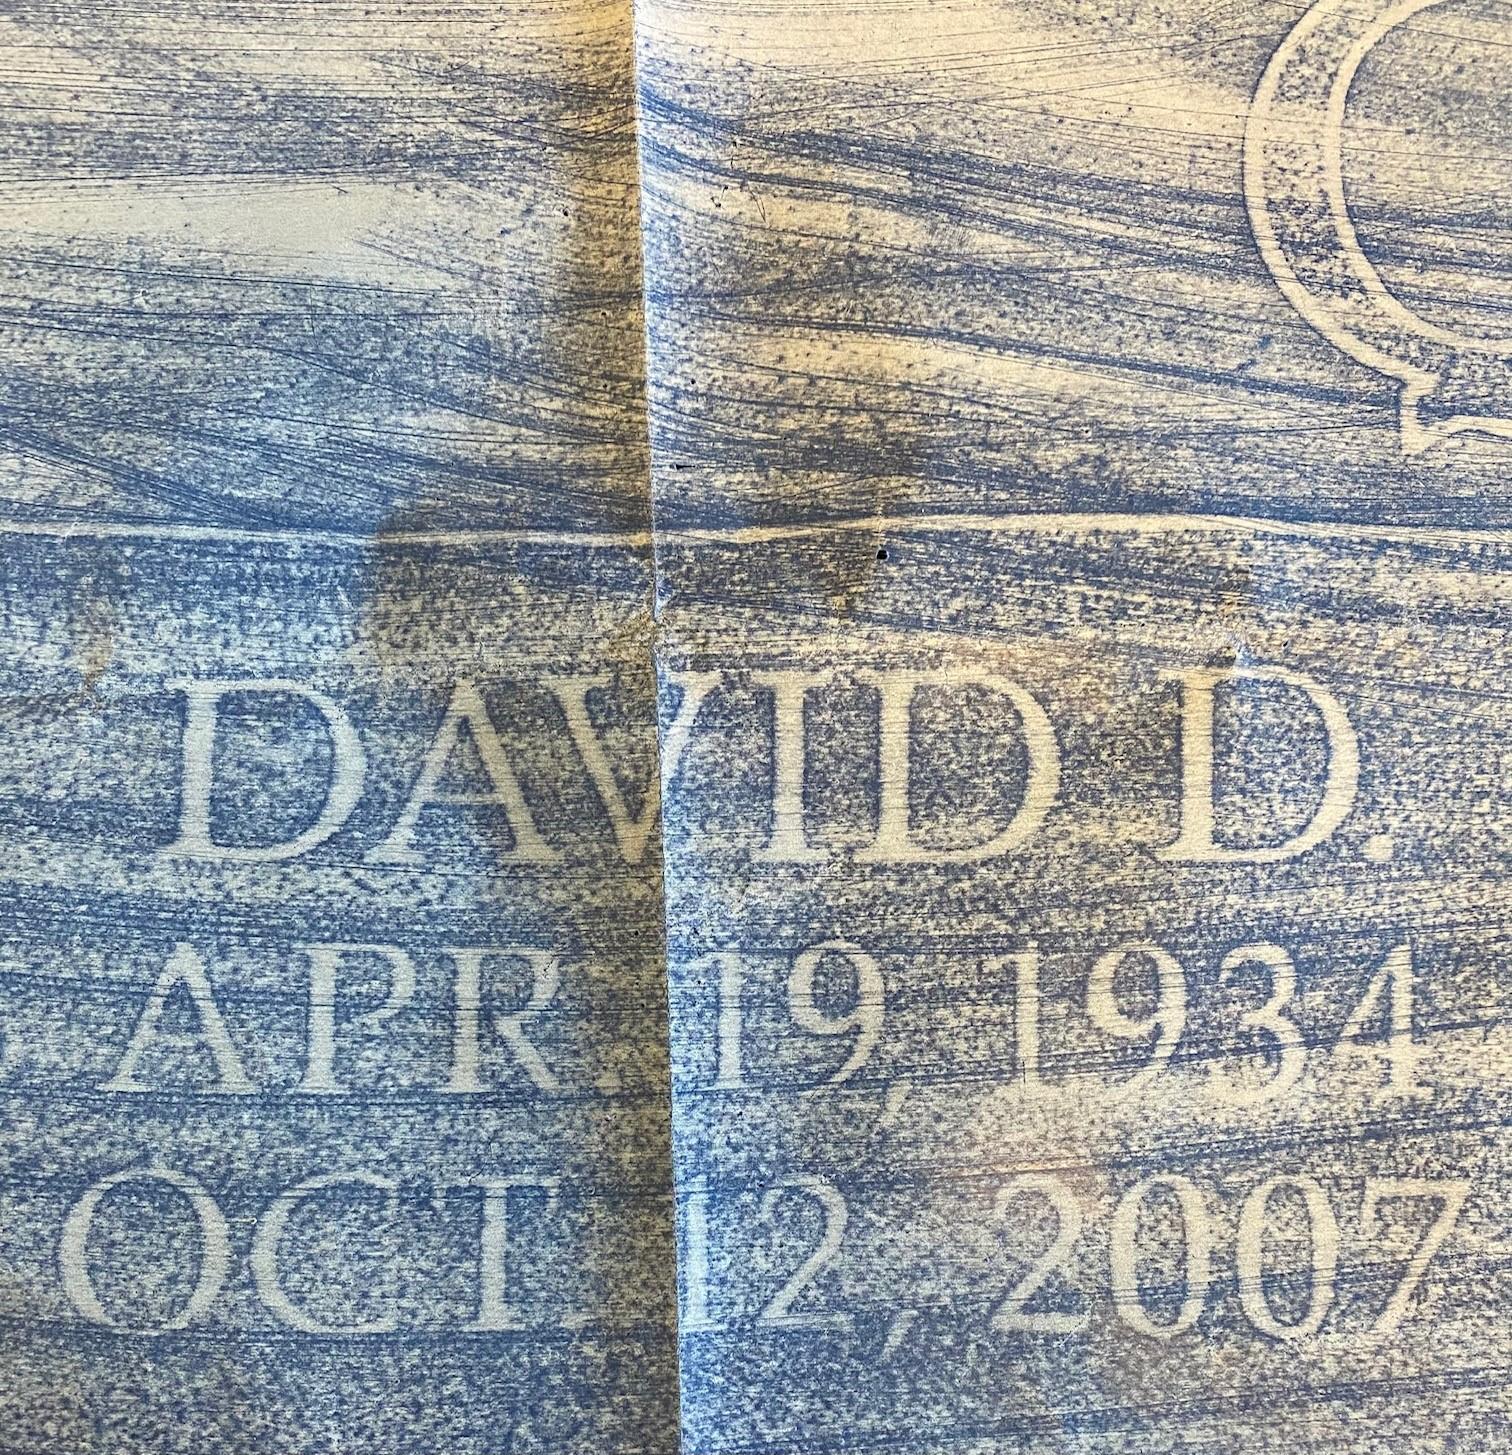 DAVID D.
APR. 19, 1934
OCT. 12, 2007